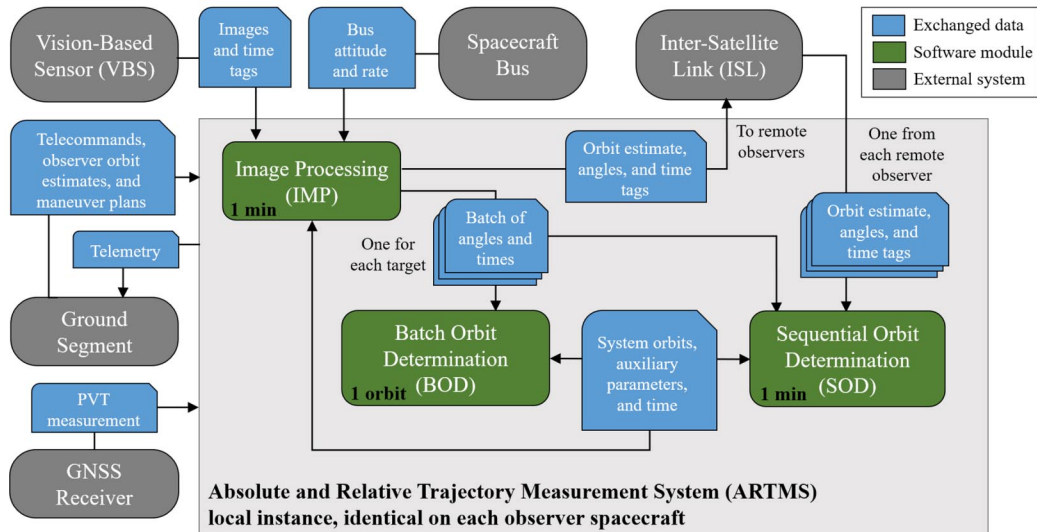 Vision-Based
Sensor (VBS)
Images
and time
tags
Bus
attitude
and rate
Spacecraft
Bus
Inter-Satellite
Link (ISL)
Exchanged data
Software module
External system
Telecommands,
observer orbit
estimates, and
maneuver plans
Image Processing
(IMP)
1 min
Orbit estimate,
angles, and time
tags
To remote
observers
One from
each remote
observer
Telemetry
One for
each target
Batch of
angles and
times
Orbit estimate,
angles, and
time tags
Ground
Segment
Batch Orbit
Determination
(BOD)
1 orbit
System orbits,
auxiliary
parameters,
and time
Sequential Orbit
Determination
(SOD)
1 min
PVT
measurement
GNSS
Receiver
Absolute and Relative Trajectory Measurement System (ARTMS)
local instance, identical on each observer spacecraft